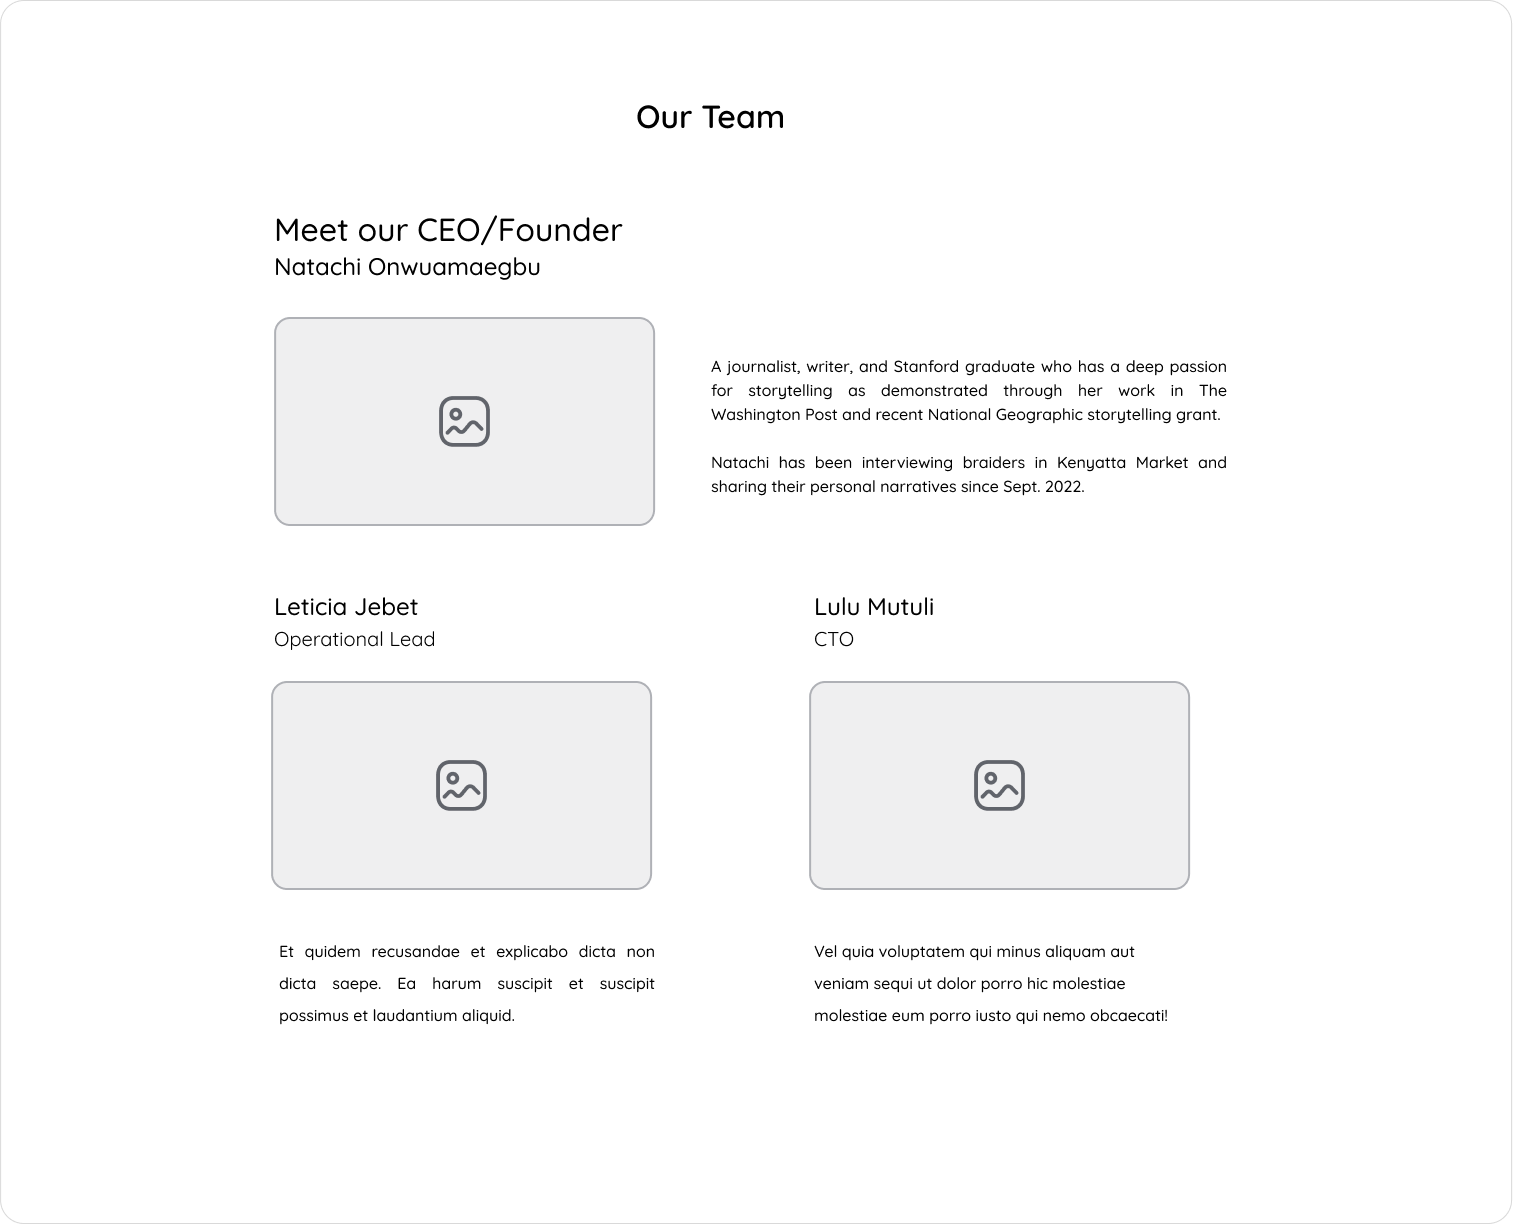 Our Team
Meet our CEO/Founder
Natachi Onwuamaegbu
A journalist, writer, and Stanford graduate who has a deep passion
for storytelling as demonstrated through her work in The
Washington Post and recent National Geographic storytelling grant.
Natachi has been interviewing braiders in Kenyatta Market and
sharing their personal narratives since Sept. 2022.
Leticia Jebet
Operational Lead
Et quidem recusandae et explicabo dicta non
dicta saepe. Ea harum suscipit et suscipit
possimus et laudantium aliquid.
Lulu Mutuli
CTO
Vel quia voluptatem qui minus aliquam aut
veniam sequi ut dolor porro hic molestiae
molestiae eum porro iusto qui nemo obcaecati!